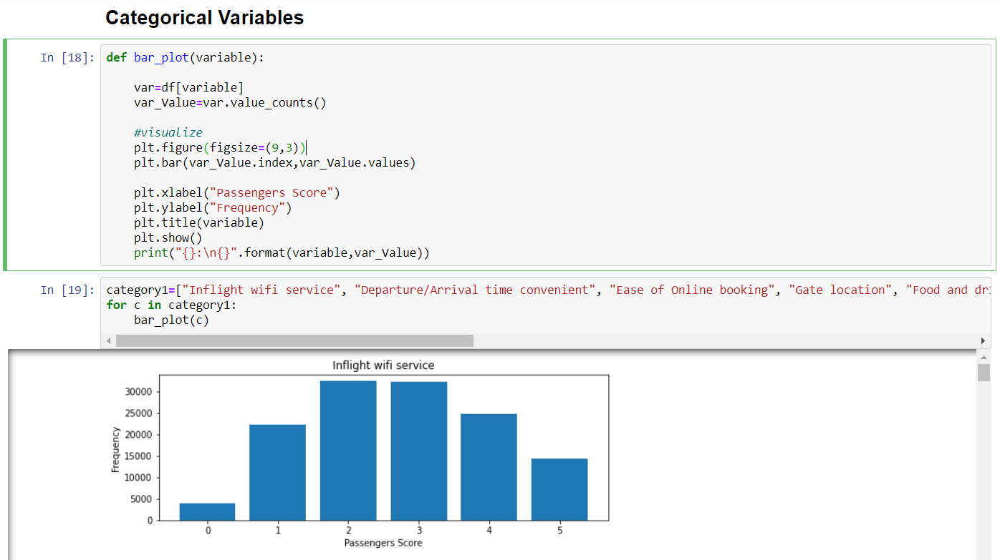 Categorical Variables
In [18]: def bar_plot(variable):
var=df[variable]
var_Value=var.value_counts()
#visualize
plt.figure(figsize=(9,3))
plt.bar(var_Value.index,var_Value.values)
plt.xlabel("Passengers Score")
plt.ylabel("Frequency")
plt.title(variable)
plt.show()
print("{}:\n{}".format(variable,var_Value))
In [19]: category1=["Inflight wifi service", "Departure/Arrival time convenient", "Ease of Online booking", "Gate location", "Food and
for c in category1:
bar_plot(c)
Inflight wifi service
30000
25000
20000
15000
10000
5000
0
Frequency
0 1 2 3 4 5
Passengers Score